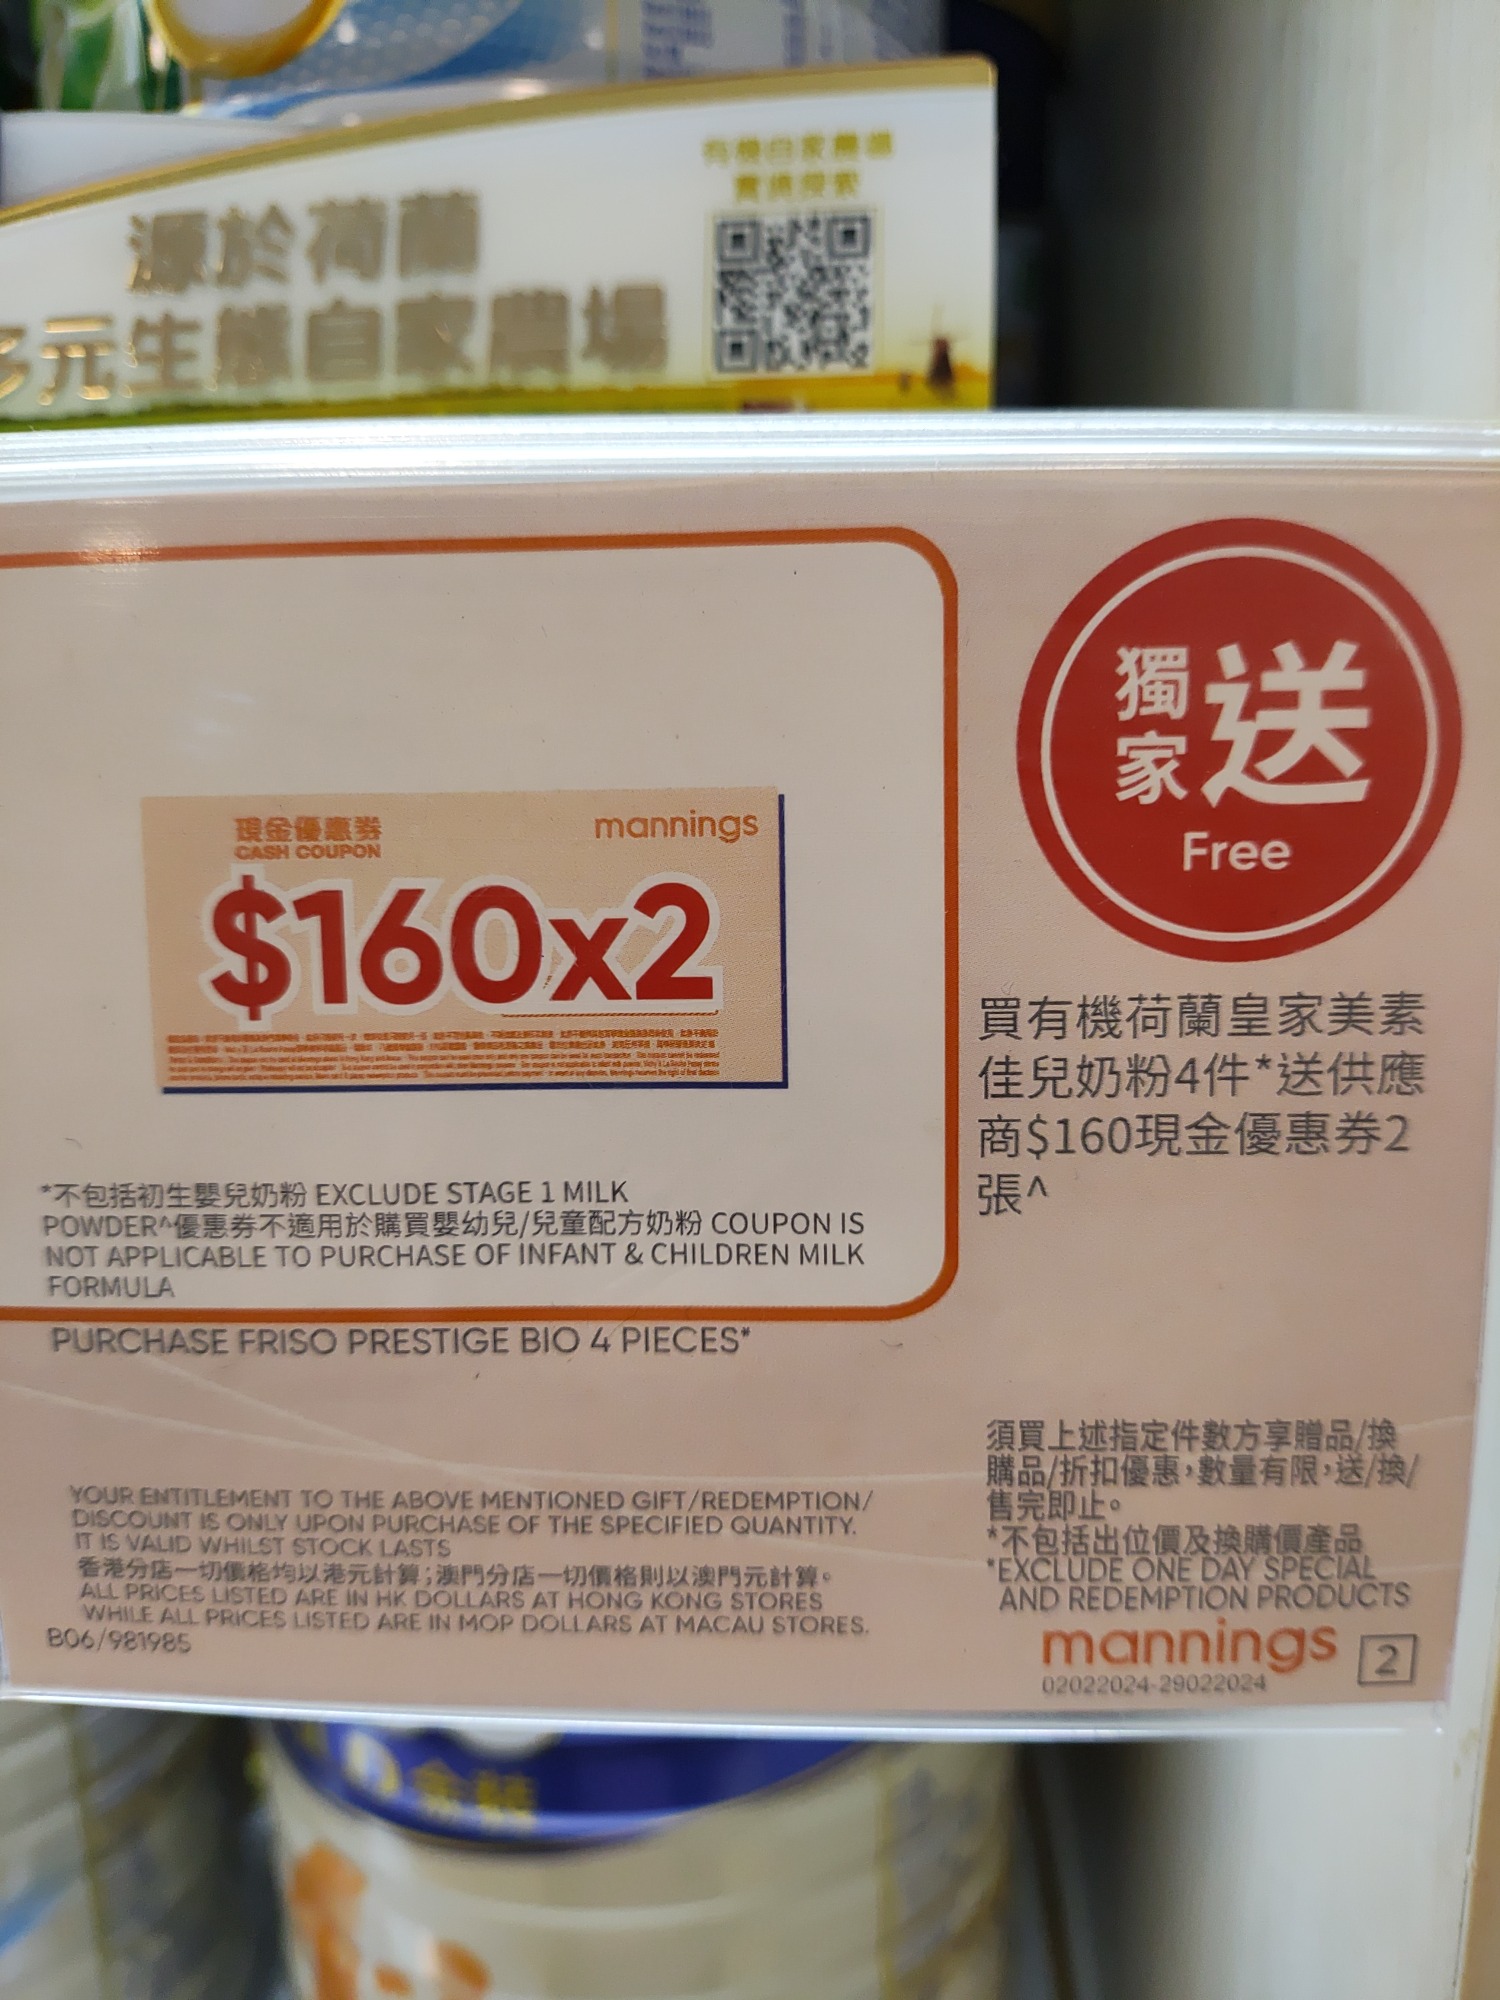 有機自家農場
實境探索
源於荷蘭
多元生態自家農場
獨家送
Free
現金優惠券
CASH COUPON
mannings
$160x2
買有機荷蘭皇家美素
佳兒奶粉4件*送供應
商$160現金優惠券2
張^
*不包括初生嬰兒奶粉 EXCLUDE STAGE 1 MILK
POWDER^優惠券不適用於購買嬰幼兒/兒童配方奶粉 COUPON IS
NOT APPLICABLE TO PURCHASE OF INFANT & CHILDREN MILK
FORMULA
PURCHASE FRISO PRESTIGE BIO 4 PIECES*
YOUR ENTITLEMENT TO THE ABOVE MENTIONED GIFT/REDEMPTION/
DISCOUNT IS ONLY UPON PURCHASE OF THE SPECIFIED QUANTITY.
IT IS VALID WHILST STOCK LASTS
香港分店一切價格均以港元計算;澳門分店一切價格則以澳門元計算。
ALL PRICES LISTED ARE IN HK DOLLARS AT HONG KONG STORES
WHILE ALL PRICES LISTED ARE IN MOP DOLLARS AT MACAU STORES.
B06/981985
須買上述指定件數方享贈品/換
購品/折扣優惠,數量有限,送/換/
售完即止。
*不包括出位價及換購價產品
*EXCLUDE ONE DAY SPECIAL
AND REDEMPTION PRODUCTS
mannings 2
02022024-29022024
金裝